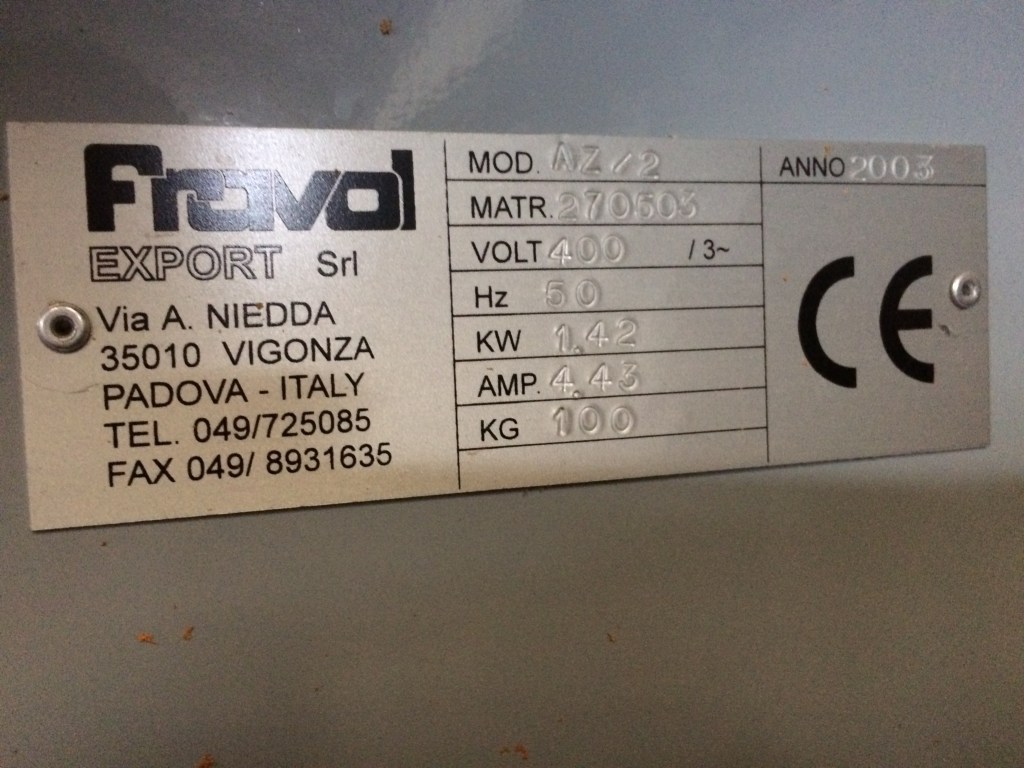 Fravol
EXPORT Srl
Via A. NIEDDA
35010 VIGONZA
PADOVA - ITALY
TEL. 049/725085
FAX 049/ 8931635
MOD. AZ/2
MATR. 270603
VOLT 400 / 3~
Hz 50
KW 1.42
AMP. 4.43
KG 100
ANNO 2003
CE